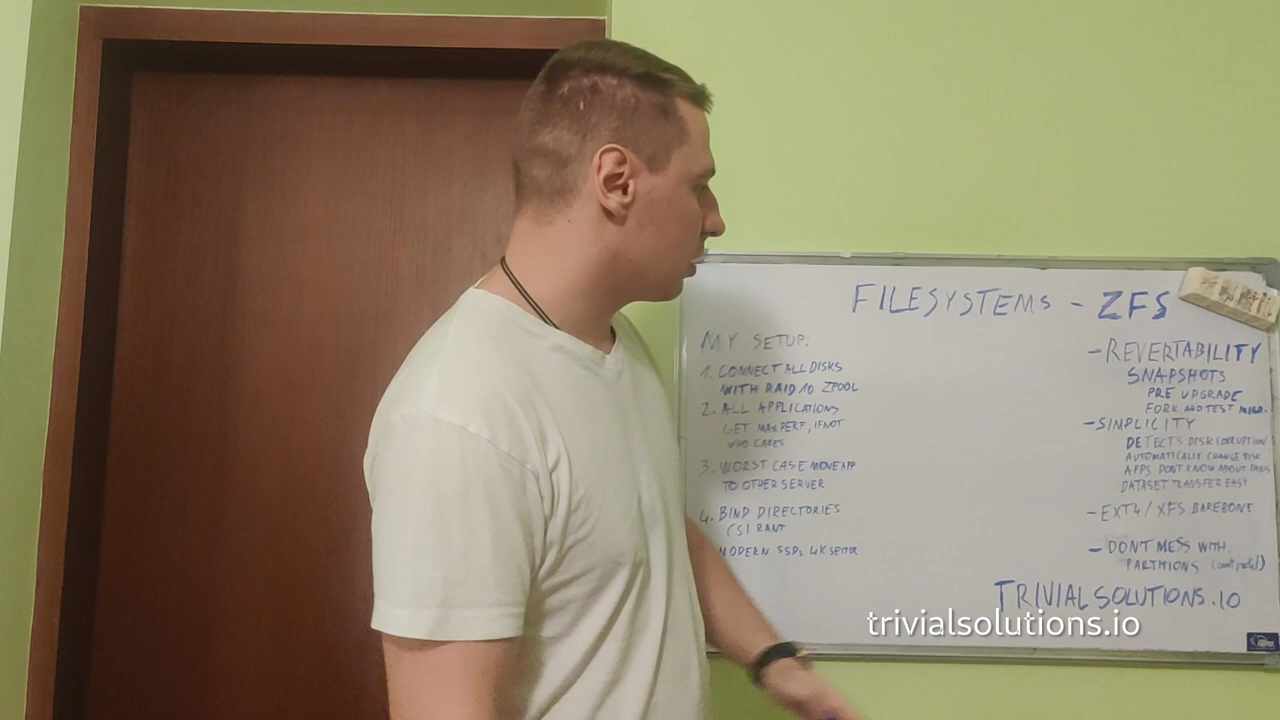 FILESYSTEMS - ZFS
MY SETUP:
1. CONNECT ALL DISKS
WITH RAID 10 ZPOOL
2. ALL APPLICATIONS
GET MAX PERF, IF NOT
WHO CARES
3. WORST CASE MOVE APP
TO OTHER SERVER
4. BIND DIRECTORIES
CSI RANT
MODERN SSDs 4K SECTOR
- REVERTABILITY
SNAPSHOTS
PRE UPGRADE
FORK AND TEST MIGR.
- SIMPLICITY
DETECTS DISK CORRUPTION
AUTOMATICALLY CHANGE DISK
APPS DONT KNOW ABOUT
DATASET TRANSFER EASY
- EXT4 / XFS BAREBONE
- DONT MESS WITH
PARTITIONS
TRIVIALSOLUTIONS.IO
trivialsolutions.io